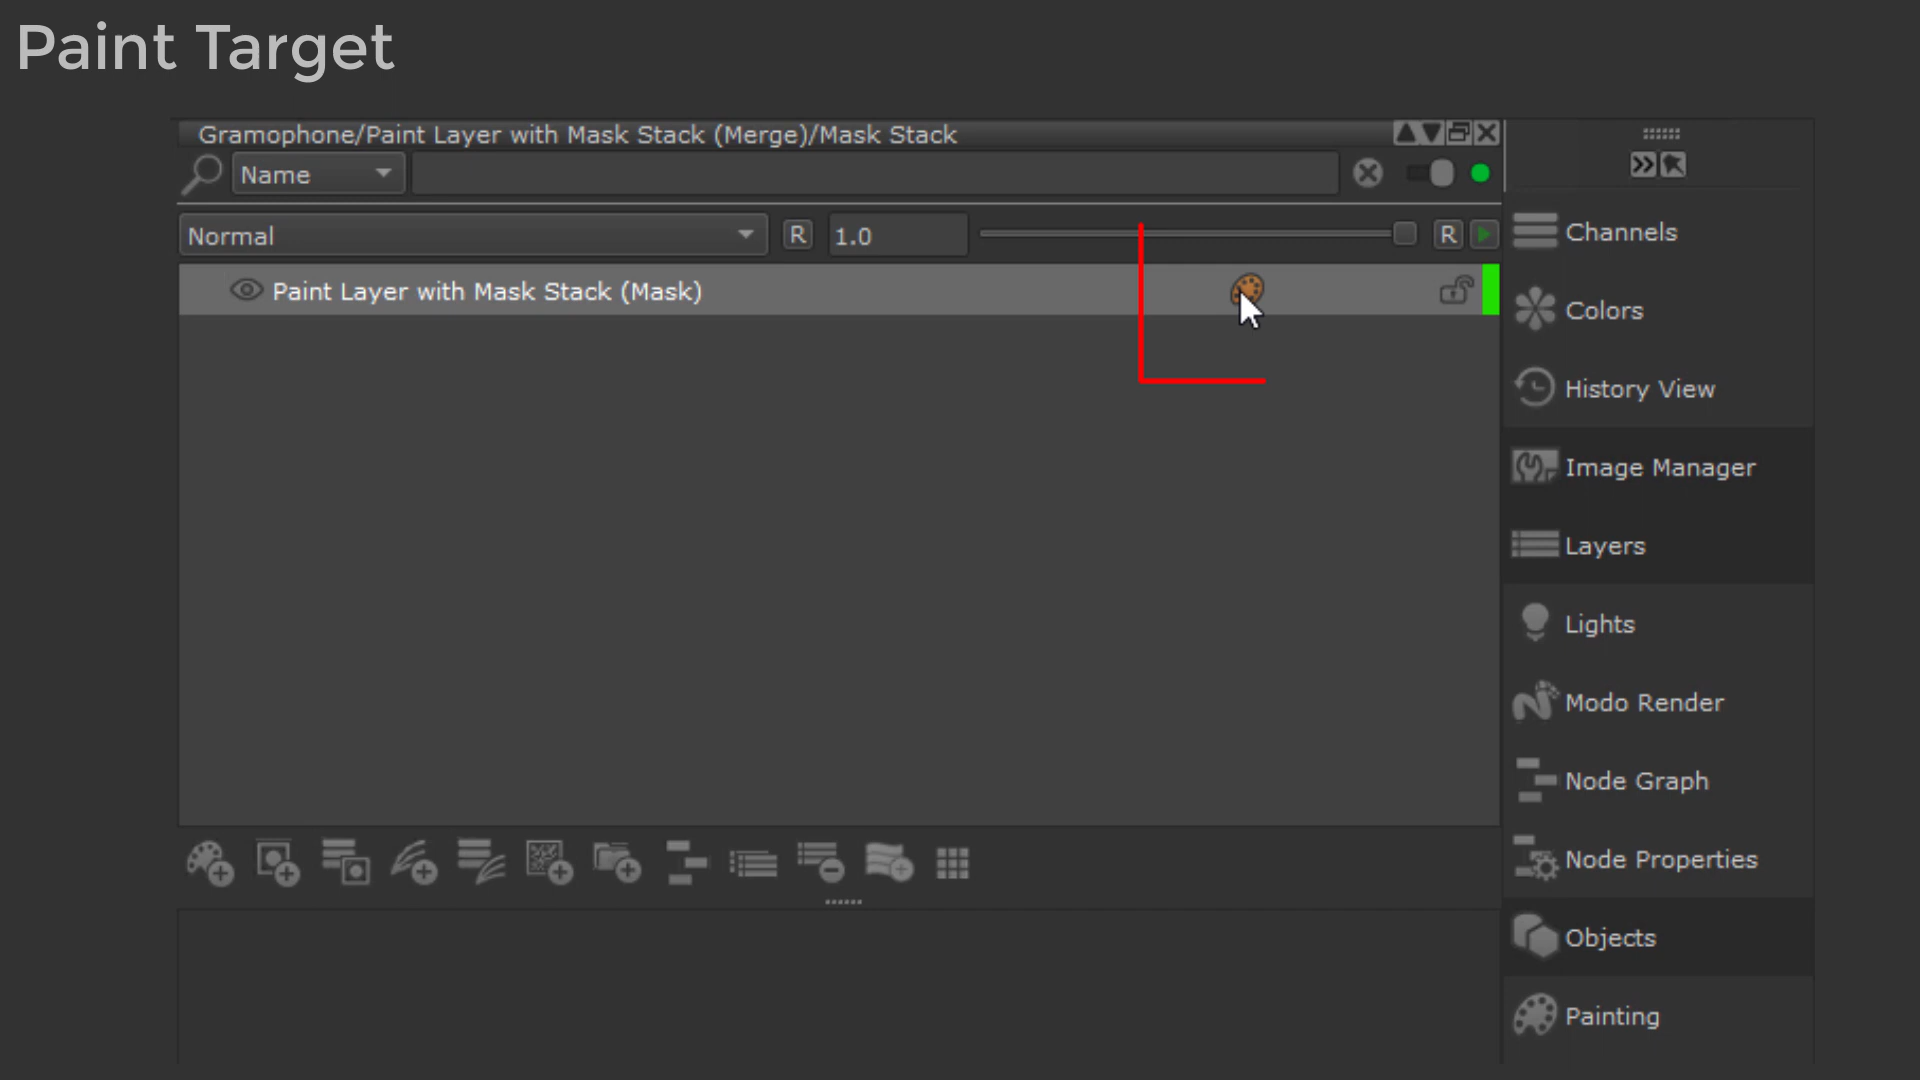 Paint Target
Gramophone/Paint Layer with Mask Stack (Merge)/Mask Stack
Name
Normal
R
1.0
R
Paint Layer with Mask Stack (Mask)
Channels
Colors
History View
Image Manager
Layers
Lights
Modo Render
Node Graph
Node Properties
Objects
Painting